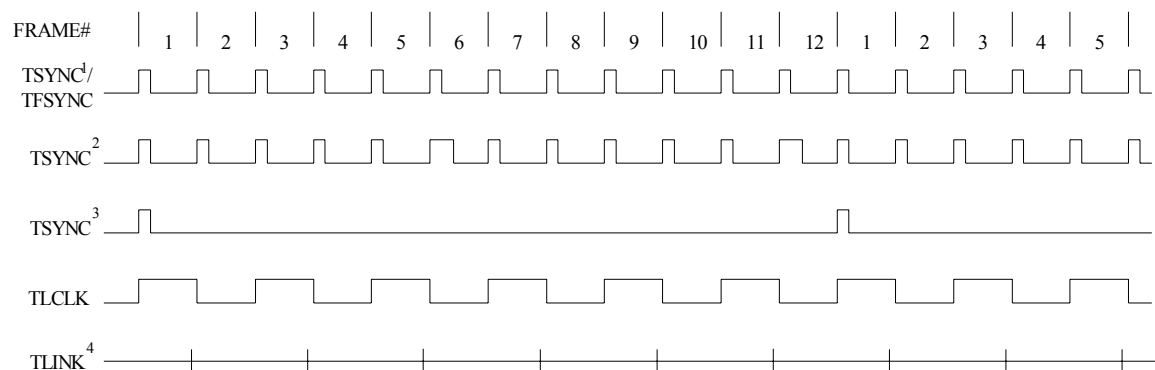 FRAME# 1 2 3 4 5 6 7 8 9 10 11 12 1 2 3 4 5
TSYNC1/
TFSYNC
TSYNC2
TSYNC3
TLCLK
TLINK4